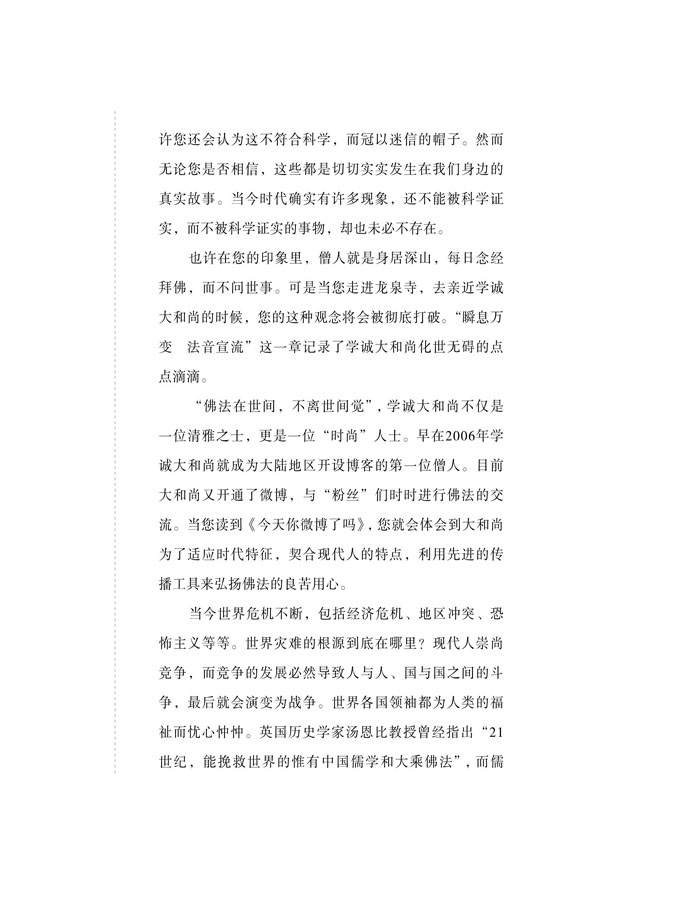 许您还会认为这不符合科学，而冠以迷信的帽子。然而
无论您是否相信，这些都是切切实实发生在我们身边的
真实故事。当今时代确实有许多现象，还不能被科学证
实，而不被科学证实的事物，却也未必不存在。
也许在您的印象里，僧人就是身居深山，每日念经
拜佛，而不问世事。可是当您走进龙泉寺，去亲近学诚
大和尚的时候，您的这种观念将会被彻底打破。“瞬息万
变　法音宣流”这一章记录了学诚大和尚化世无碍的点
点滴滴。
“佛法在世间，不离世间觉”，学诚大和尚不仅是
一位清雅之士，更是一位“时尚”人士。早在2006年学
诚大和尚就成为大陆地区开设博客的第一位僧人。目前
大和尚又开通了微博，与“粉丝”们时时进行佛法的交
流。当您读到《今天你微博了吗》，您就会体会到大和尚
为了适应时代特征，契合现代人的特点，利用先进的传
播工具来弘扬佛法的良苦用心。
当今世界危机不断，包括经济危机、地区冲突、恐
怖主义等等。世界灾难的根源到底在哪里？现代人崇尚
竞争，而竞争的发展必然导致人与人、国与国之间的斗
争，最后就会演变为战争。世界各国领袖都为人类的福
祉而忧心忡忡。英国历史学家汤恩比教授曾经指出“21
世纪，能挽救世界的惟有中国儒学和大乘佛法”，而儒